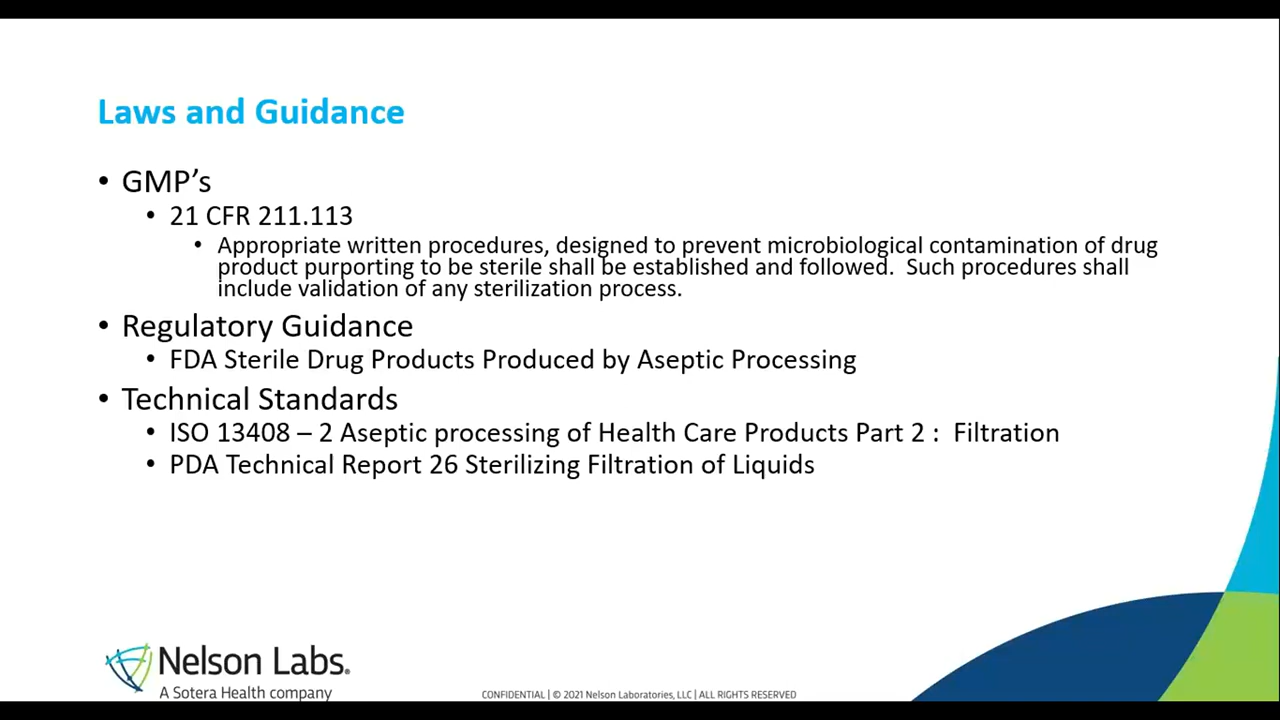 Laws and Guidance
• GMP’s
• 21 CFR 211.113
• Appropriate written procedures, designed to prevent microbiological contamination of drug
product purporting to be sterile shall be established and followed.  Such procedures shall
include validation of any sterilization process.
• Regulatory Guidance
• FDA Sterile Drug Products Produced by Aseptic Processing
• Technical Standards
• ISO 13408 – 2 Aseptic processing of Health Care Products Part 2 :  Filtration
• PDA Technical Report 26 Sterilizing Filtration of Liquids
Nelson Labs®
A Sotera Health company
CONFIDENTIAL | © 2021 Nelson Laboratories, LLC | ALL RIGHTS RESERVED